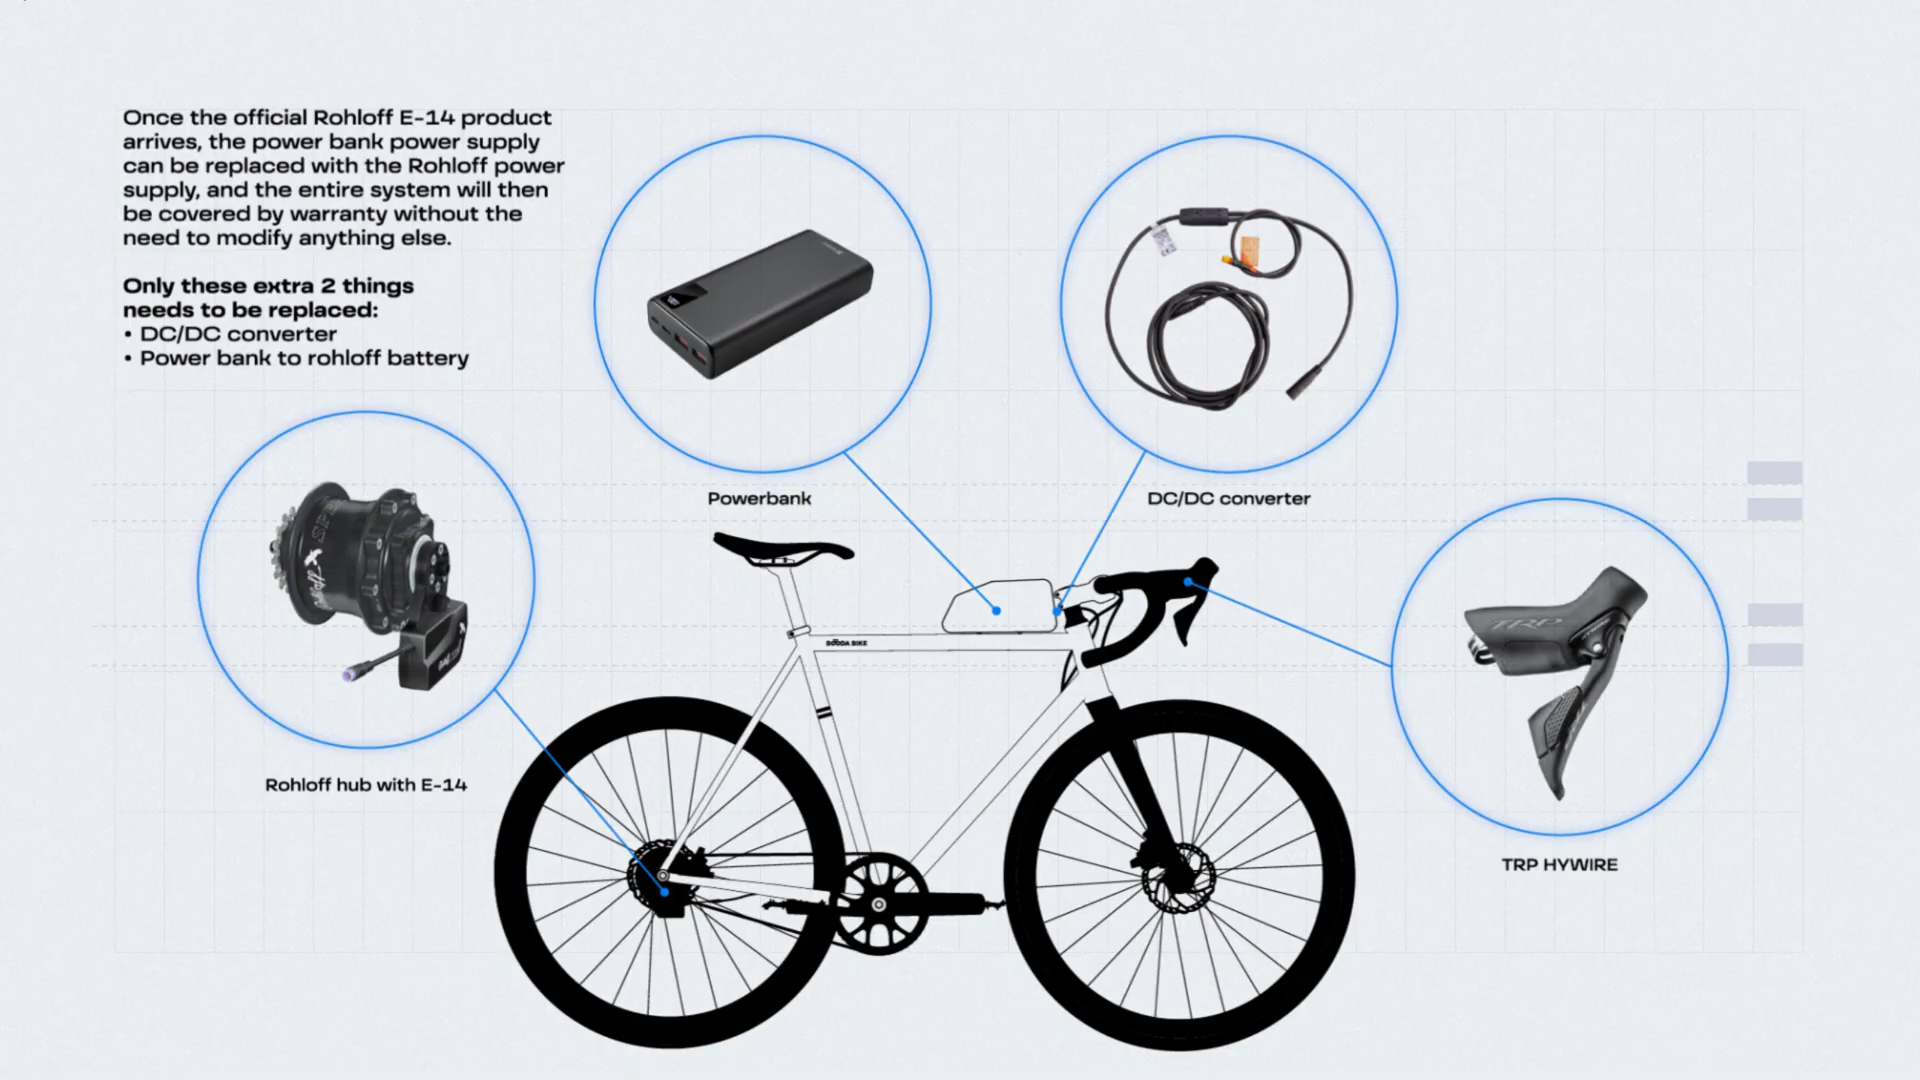 Once the official Rohloff E-14 product
arrives, the power bank power supply
can be replaced with the Rohloff power
supply, and the entire system will then
be covered by warranty without the
need to modify anything else.
Only these extra 2 things
needs to be replaced:
• DC/DC converter
• Power bank to rohloff battery
Powerbank
DC/DC converter
TRP
BOODA BIKE
Rohloff hub with E-14
TRP HYWIRE